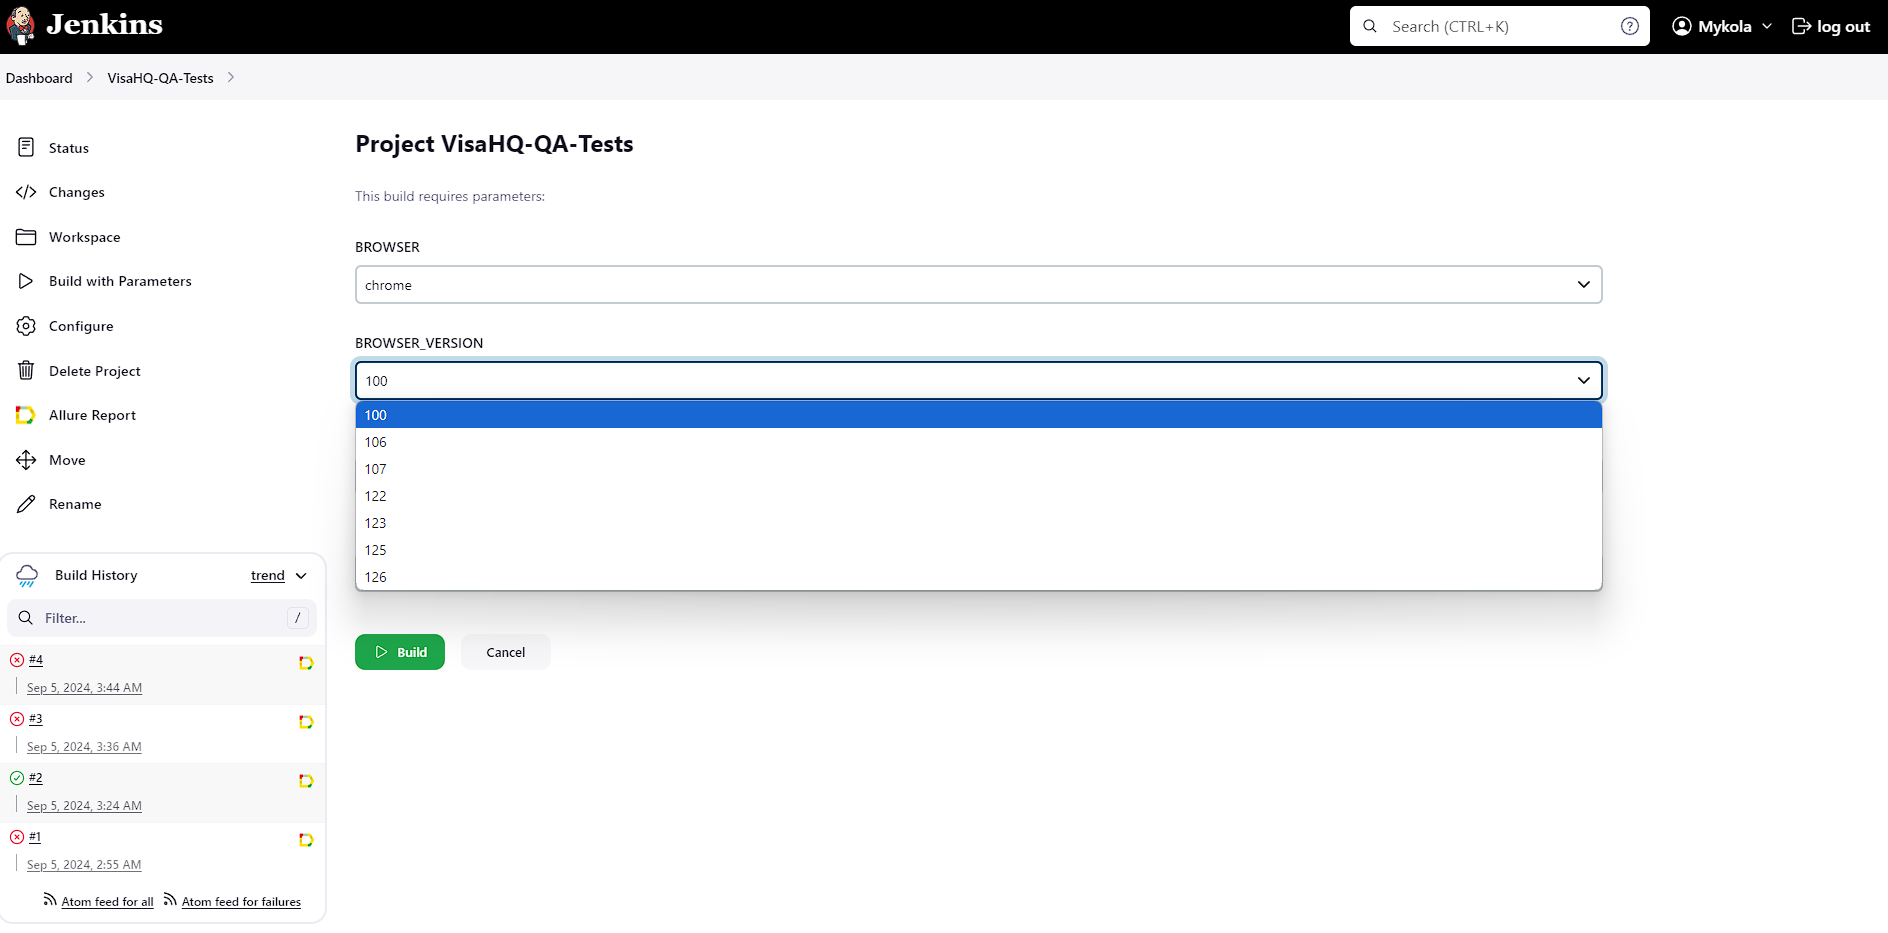 Jenkins
Search (CTRL+K)
?
Mykola
log out
Dashboard
VisaHQ-QA-Tests
Status
Changes
Workspace
Build with Parameters
Configure
Delete Project
Allure Report
Move
Rename
Build History
trend
Filter...
/
#4
Sep 5, 2024, 3:44 AM
#3
Sep 5, 2024, 3:36 AM
#2
Sep 5, 2024, 3:24 AM
#1
Sep 5, 2024, 2:55 AM
Atom feed for all
Atom feed for failures
Project VisaHQ-QA-Tests
This build requires parameters:
BROWSER
chrome
BROWSER_VERSION
100
100
106
107
122
123
125
126
Build
Cancel